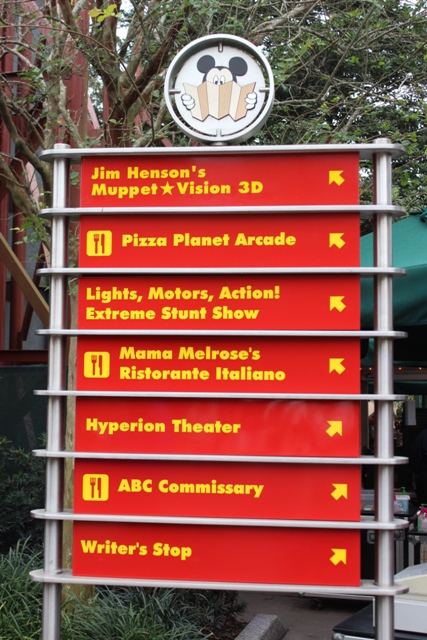 Jim Henson's
Muppet★Vision 3D
Pizza Planet Arcade
Lights, Motors, Action!
Extreme Stunt Show
Mama Melrose's
Ristorante Italiano
Hyperion Theater
ABC Commissary
Writer's Stop